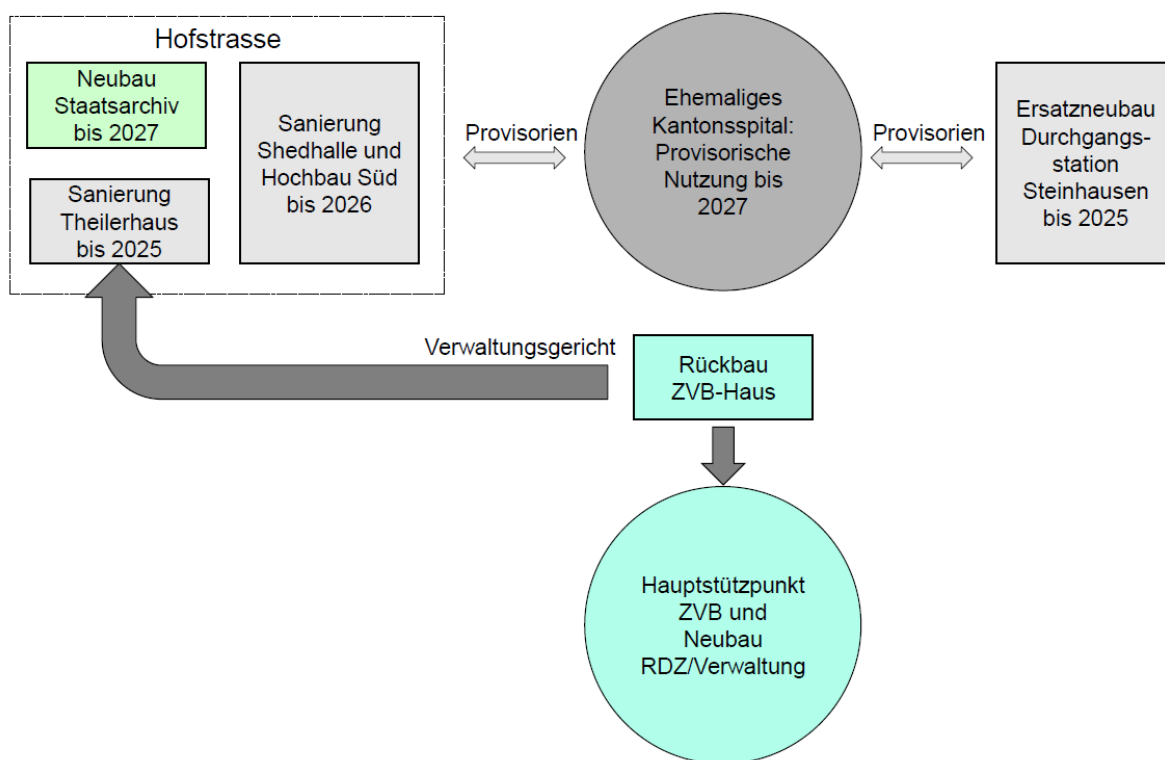 Hofstrasse
Neubau
Staatsarchiv
bis 2027
Sanierung
Theilerhaus
bis 2025
Sanierung
Shedhalle und
Hochbau Süd
bis 2026
Provisorien
Ehemaliges
Kantonsspital:
Provisorische
Nutzung bis
2027
Provisorien
Ersatzneubau
Durchgangs-
station
Steinhausen
bis 2025
Verwaltungsgericht
Rückbau
ZVB-Haus
Hauptstützpunkt
ZVB und
Neubau
RDZ/Verwaltung